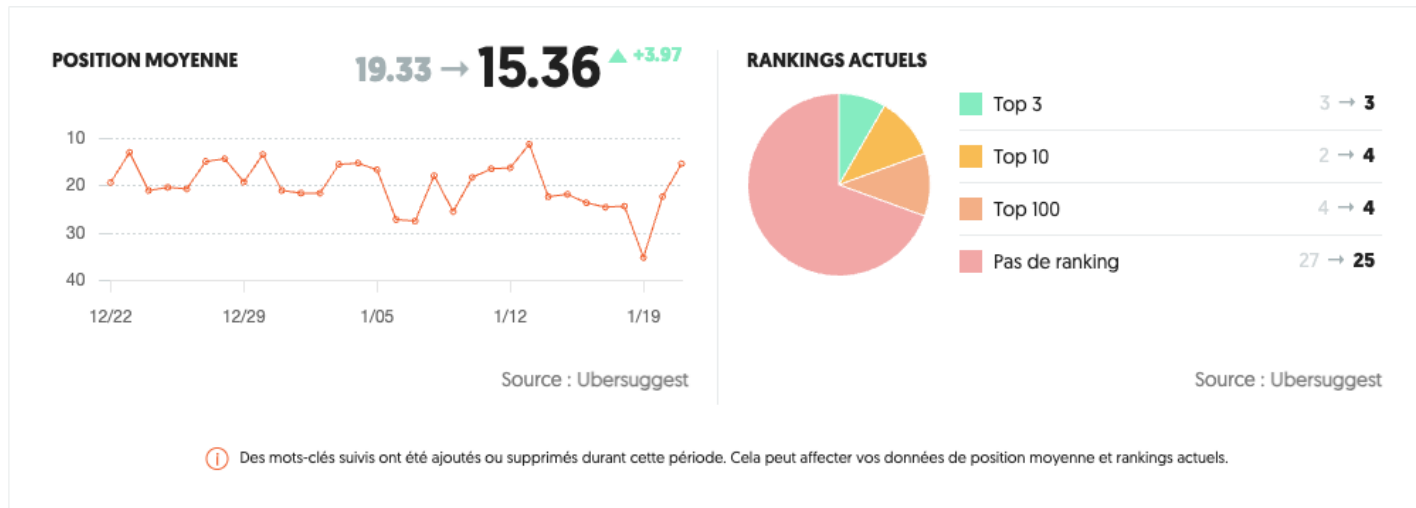 POSITION MOYENNE
19.33 → 15.36 ▲ +3.97
10
20
30
40
12/22 12/29 1/05 1/12 1/19
Source : Ubersuggest
RANKINGS ACTUELS
Top 3 3 → 3
Top 10 2 → 4
Top 100 4 → 4
Pas de ranking 27 → 25
Source : Ubersuggest
Des mots-clés suivis ont été ajoutés ou supprimés durant cette période. Cela peut affecter vos données de position moyenne et rankings actuels.